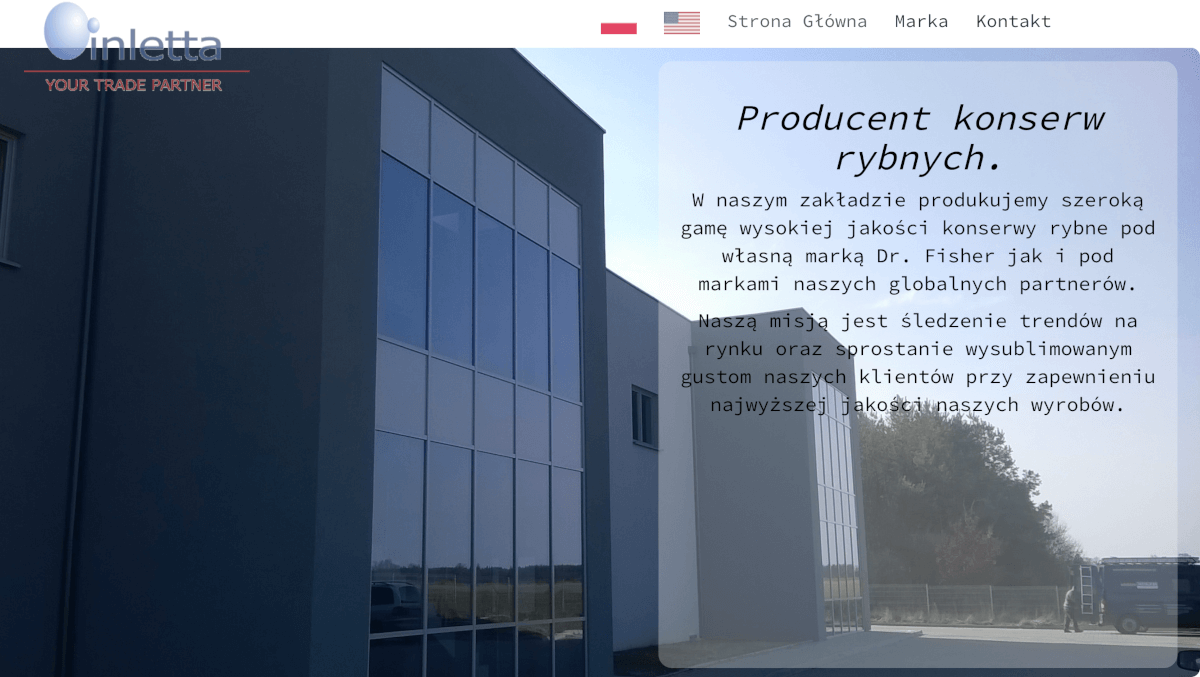 inletta
YOUR TRADE PARTNER
Strona Główna
Marka
Kontakt
Producent konserw
rybnych.
W naszym zakładzie produkujemy szeroką
gamę wysokiej jakości konserwy rybne pod
własną marką Dr. Fisher jak i pod
markami naszych globalnych partnerów.
Naszą misją jest śledzenie trendów na
rynku oraz sprostanie wysublimowanym
gustom naszych klientów przy zapewnieniu
najwyższej jakości naszych wyrobów.